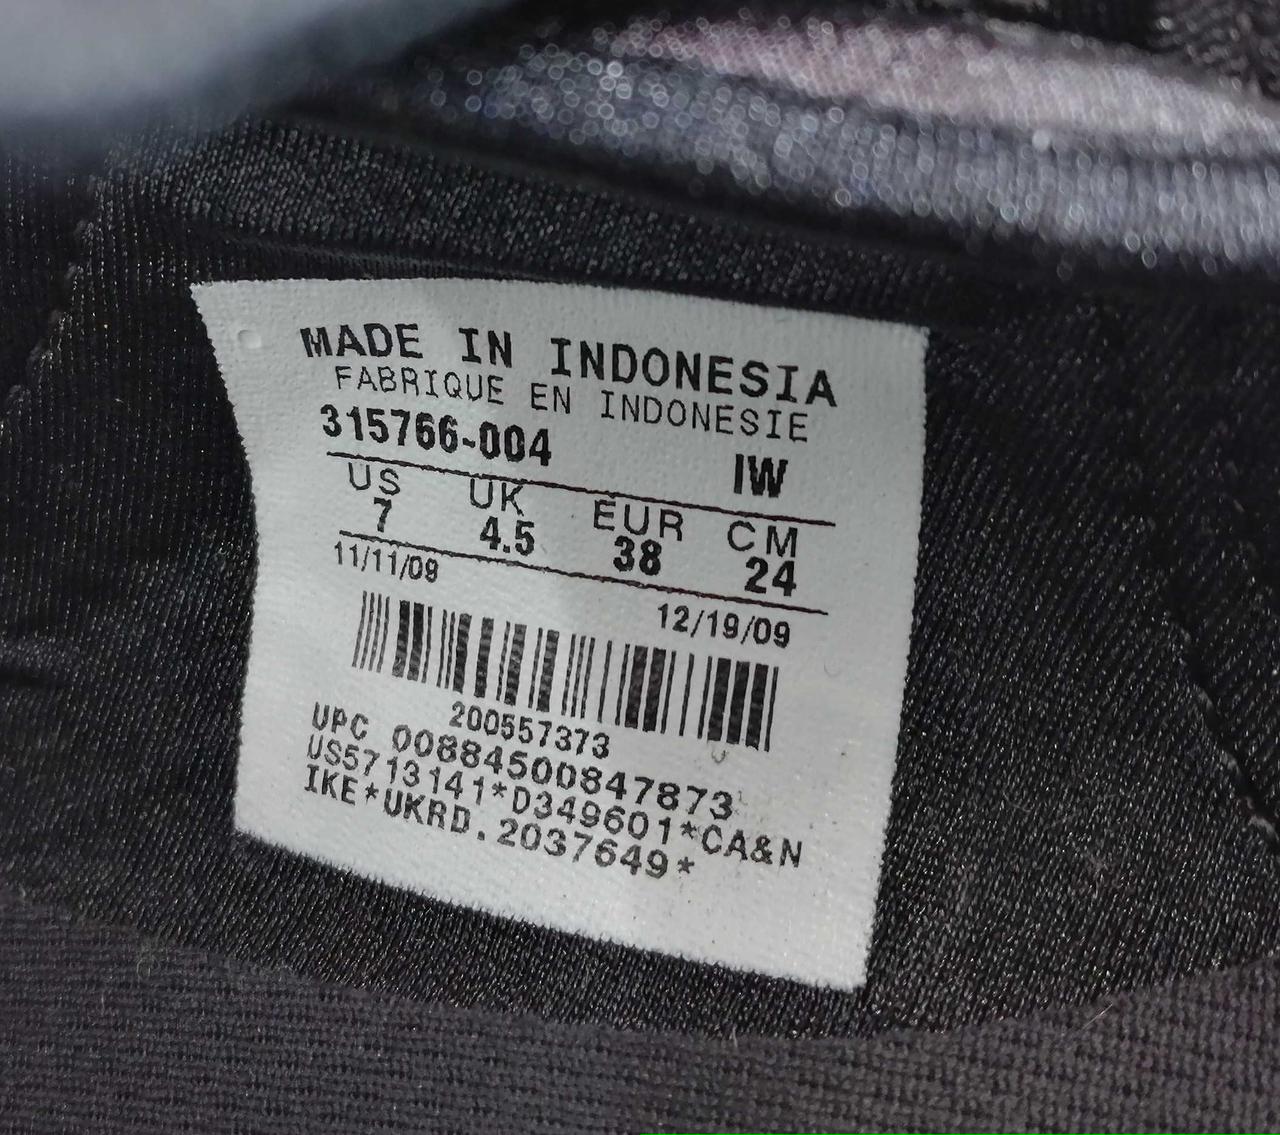 MADE IN INDONESIA
FABRIQUE EN INDONESIE
315766-004 IW
US UK EUR CM
7 4.5 38 24
11/11/09 12/19/09
200557373
UPC 00884500847873
US5713141*D349601*CA&N
IKE*UKRD.2037649*